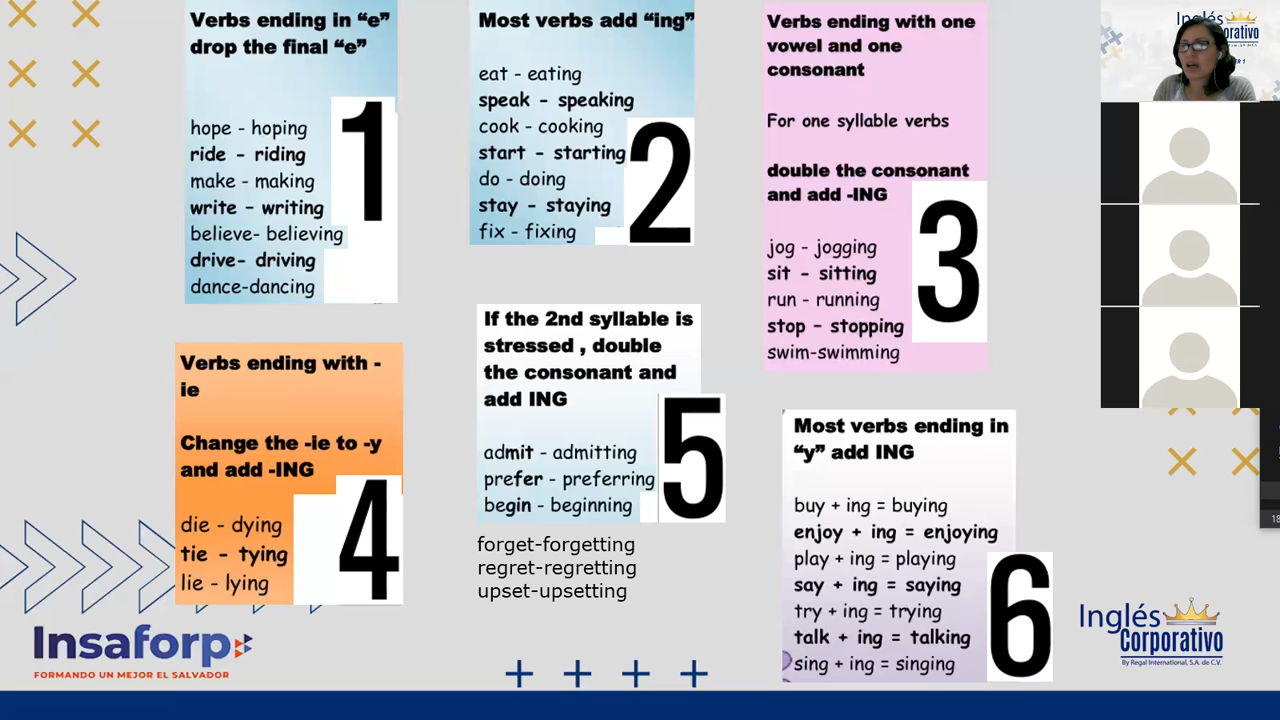 Verbs ending in “e”
drop the final “e”
hope - hoping
ride - riding
make - making
write - writing
believe- believing
drive- driving
dance-dancing
1
Most verbs add “ing”
eat - eating
speak - speaking
cook - cooking
start - starting
do - doing
stay - staying
fix - fixing
2
Verbs ending with one
vowel and one
consonant
For one syllable verbs
double the consonant
and add -ING
jog - jogging
sit - sitting
run - running
stop - stopping
swim-swimming
3
Verbs ending with -
ie
Change the -ie to -y
and add -ING
die - dying
tie - tying
lie - lying
4
If the 2nd syllable is
stressed , double
the consonant and
add ING
admit - admitting
prefer - preferring
begin - beginning
5
forget-forgetting
regret-regretting
upset-upsetting
Most verbs ending in
“y” add ING
buy + ing = buying
enjoy + ing = enjoying
play + ing = playing
say + ing = saying
try + ing = trying
talk + ing = talking
sing + ing = singing
6
Insaforp
FORMANDO UN MEJOR EL SALVADOR
Inglés
Corporativo
By Regal International, S.A. de C.V.
Inglés
18